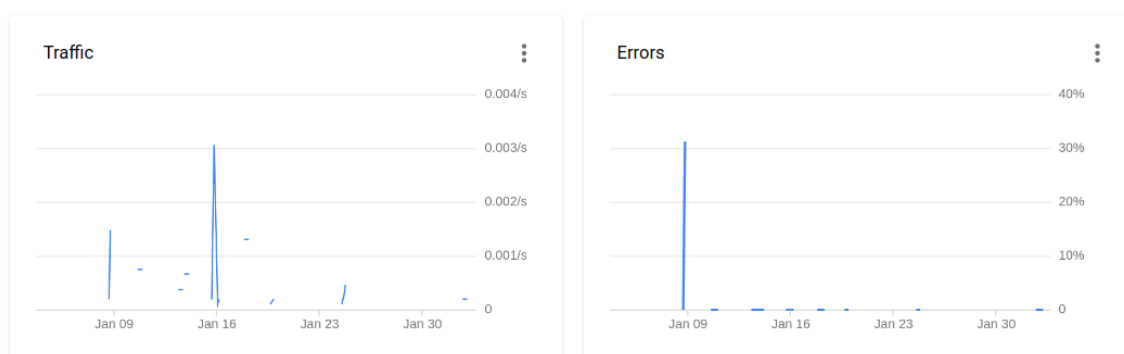 Traffic
0.004/s
0.003/s
0.002/s
0.001/s
0
Jan 09 Jan 16 Jan 23 Jan 30
Errors
40%
30%
20%
10%
0
Jan 09 Jan 16 Jan 23 Jan 30